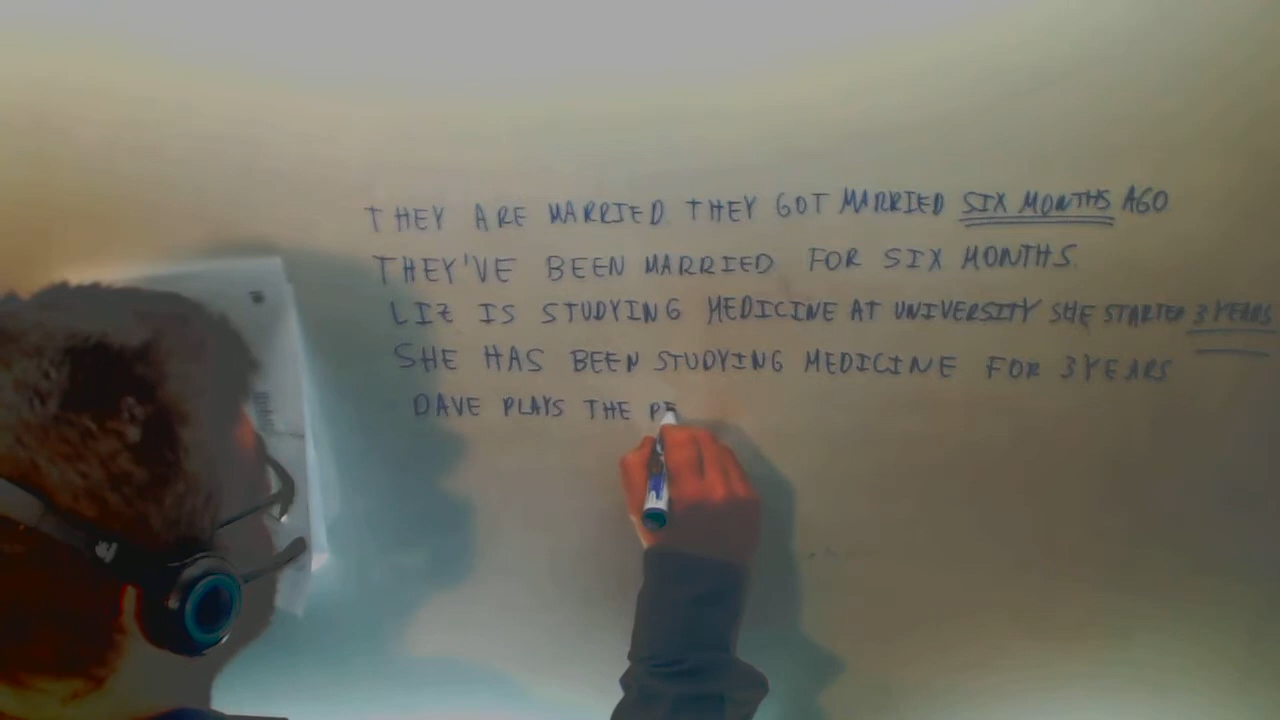 THEY ARE MARRIED THEY GOT MARRIED SIX MONTHS AGO
THEY'VE BEEN MARRIED FOR SIX MONTHS.
LIZ IS STUDYING MEDICINE AT UNIVERSITY SHE STARTED 3 YEARS
SHE HAS BEEN STUDYING MEDICINE FOR 3 YEARS
DAVE PLAYS THE